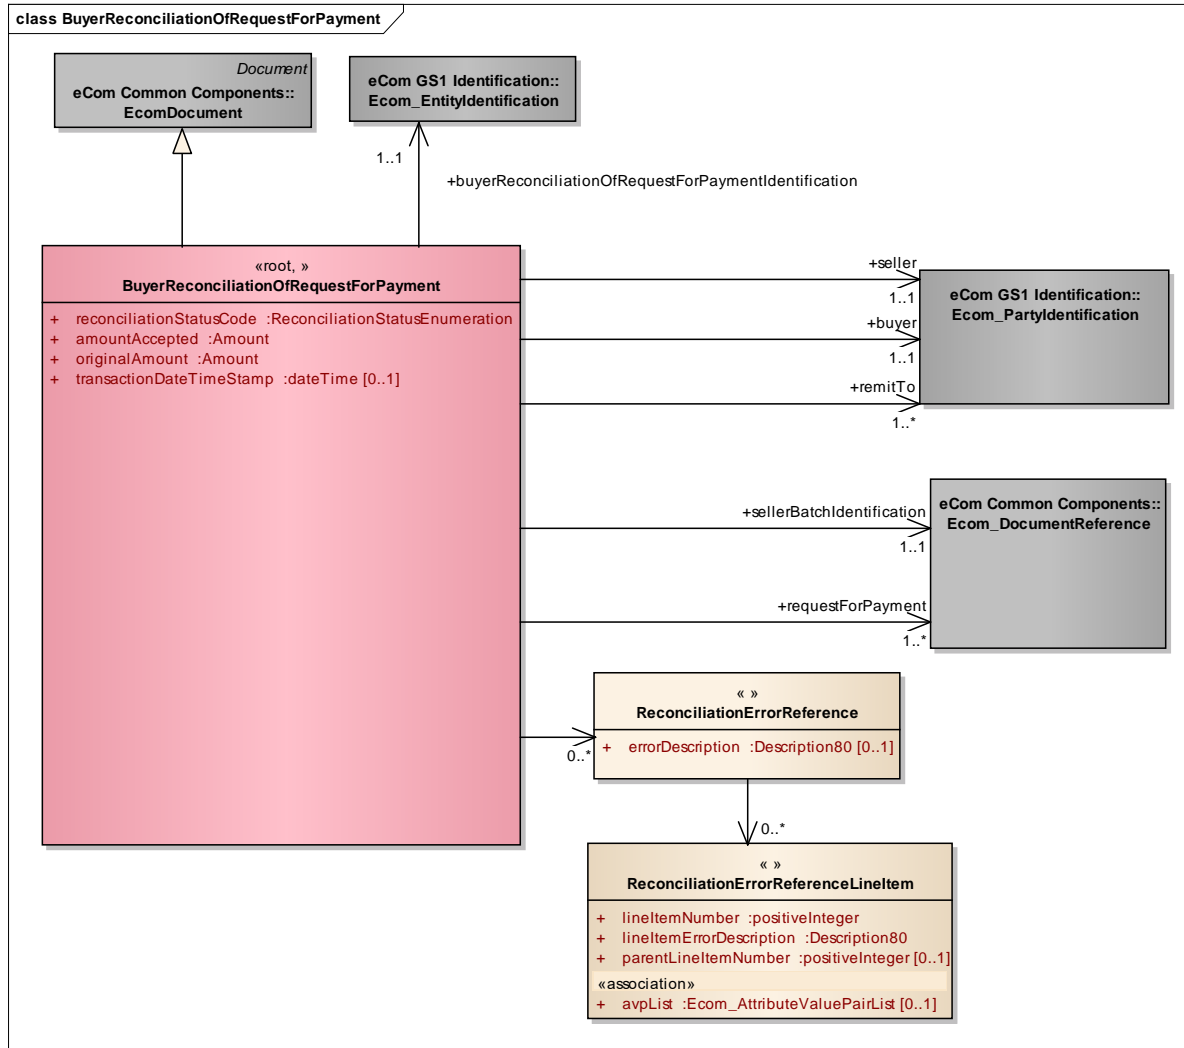 class BuyerReconciliationOfRequestForPayment
Document
eCom Common Components::
EcomDocument
eCom GS1 Identification::
Ecom_EntityIdentification
1..1
+buyerReconciliationOfRequestForPaymentIdentification
«root, »
BuyerReconciliationOfRequestForPayment
+ reconciliationStatusCode :ReconciliationStatusEnumeration
+ amountAccepted :Amount
+ originalAmount :Amount
+ transactionDateTimeStamp :dateTime [0..1]
+seller
1..1
+buyer
1..1
+remitTo
1..*
eCom GS1 Identification::
Ecom_PartyIdentification
+sellerBatchIdentification
1..1
+requestForPayment
1..*
eCom Common Components::
Ecom_DocumentReference
0..*
« »
ReconciliationErrorReference
+ errorDescription :Description80 [0..1]
0..*
« »
ReconciliationErrorReferenceLineItem
+ lineItemNumber :positiveInteger
+ lineItemErrorDescription :Description80
+ parentLineItemNumber :positiveInteger [0..1]
«association»
+ avpList :Ecom_AttributeValuePairList [0..1]